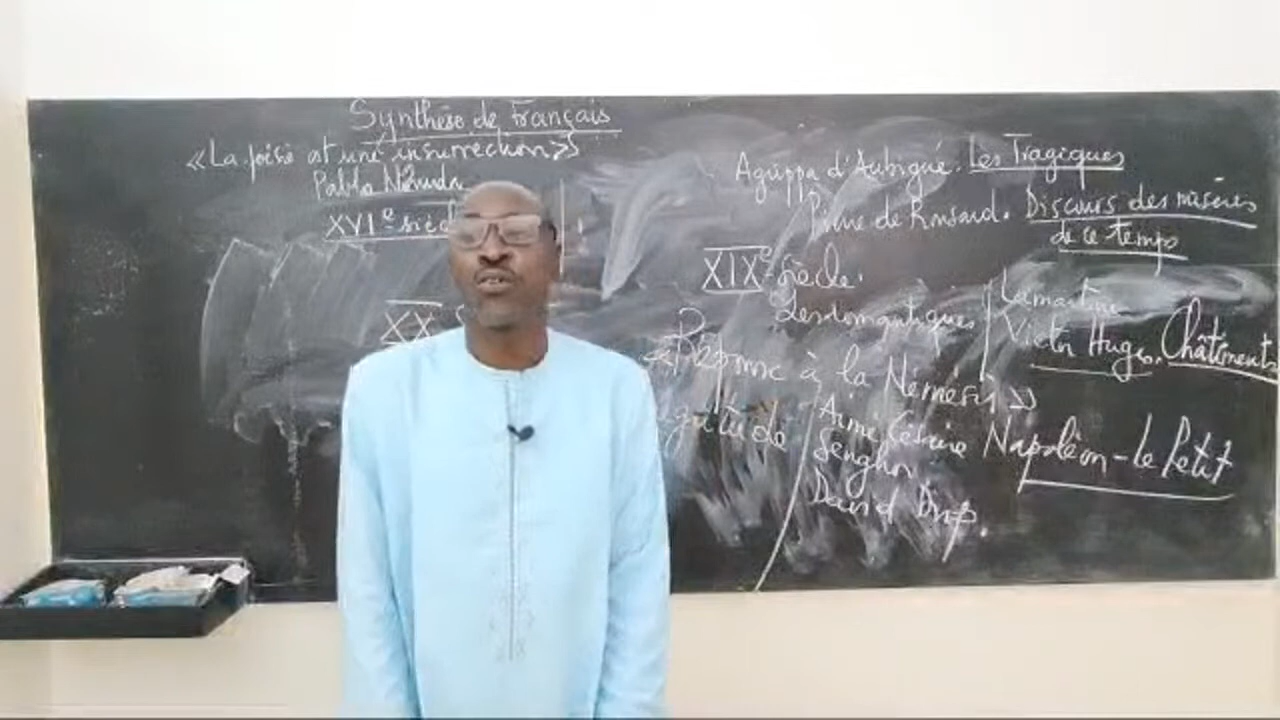 Synthèse de Français
«La poésie est une insurrection»
Pablo Neruda
XVIe siècle
XX
Agrippa d'Aubigné. Les Tragiques
Pierre de Ronsard. Discours des misères
de ce temps
XIXe siècle.
Les romantiques
Lamartine
Victor Hugo. Châtiments
«Réponse à la Némésis»
Napoléon-le Petit
Aimé Césaire
Senghor
David Diop.